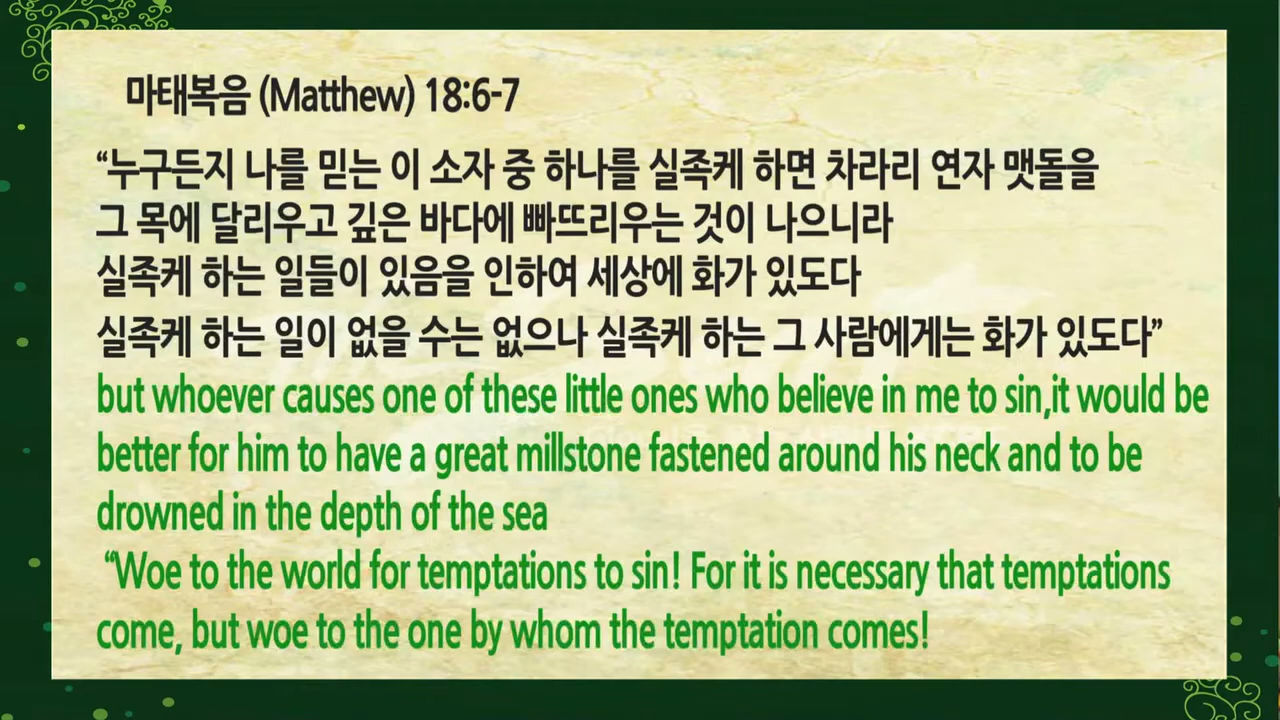 마태복음 (Matthew) 18:6-7
“누구든지 나를 믿는 이 소자 중 하나를 실족케 하면 차라리 연자 맷돌을
그 목에 달리우고 깊은 바다에 빠뜨리우는 것이 나으니라
실족케 하는 일들이 있음을 인하여 세상에 화가 있도다
실족케 하는 일이 없을 수는 없으나 실족케 하는 그 사람에게는 화가 있도다”
but whoever causes one of these little ones who believe in me to sin,it would be
better for him to have a great millstone fastened around his neck and to be
drowned in the depth of the sea
“Woe to the world for temptations to sin! For it is necessary that temptations
come, but woe to the one by whom the temptation comes!